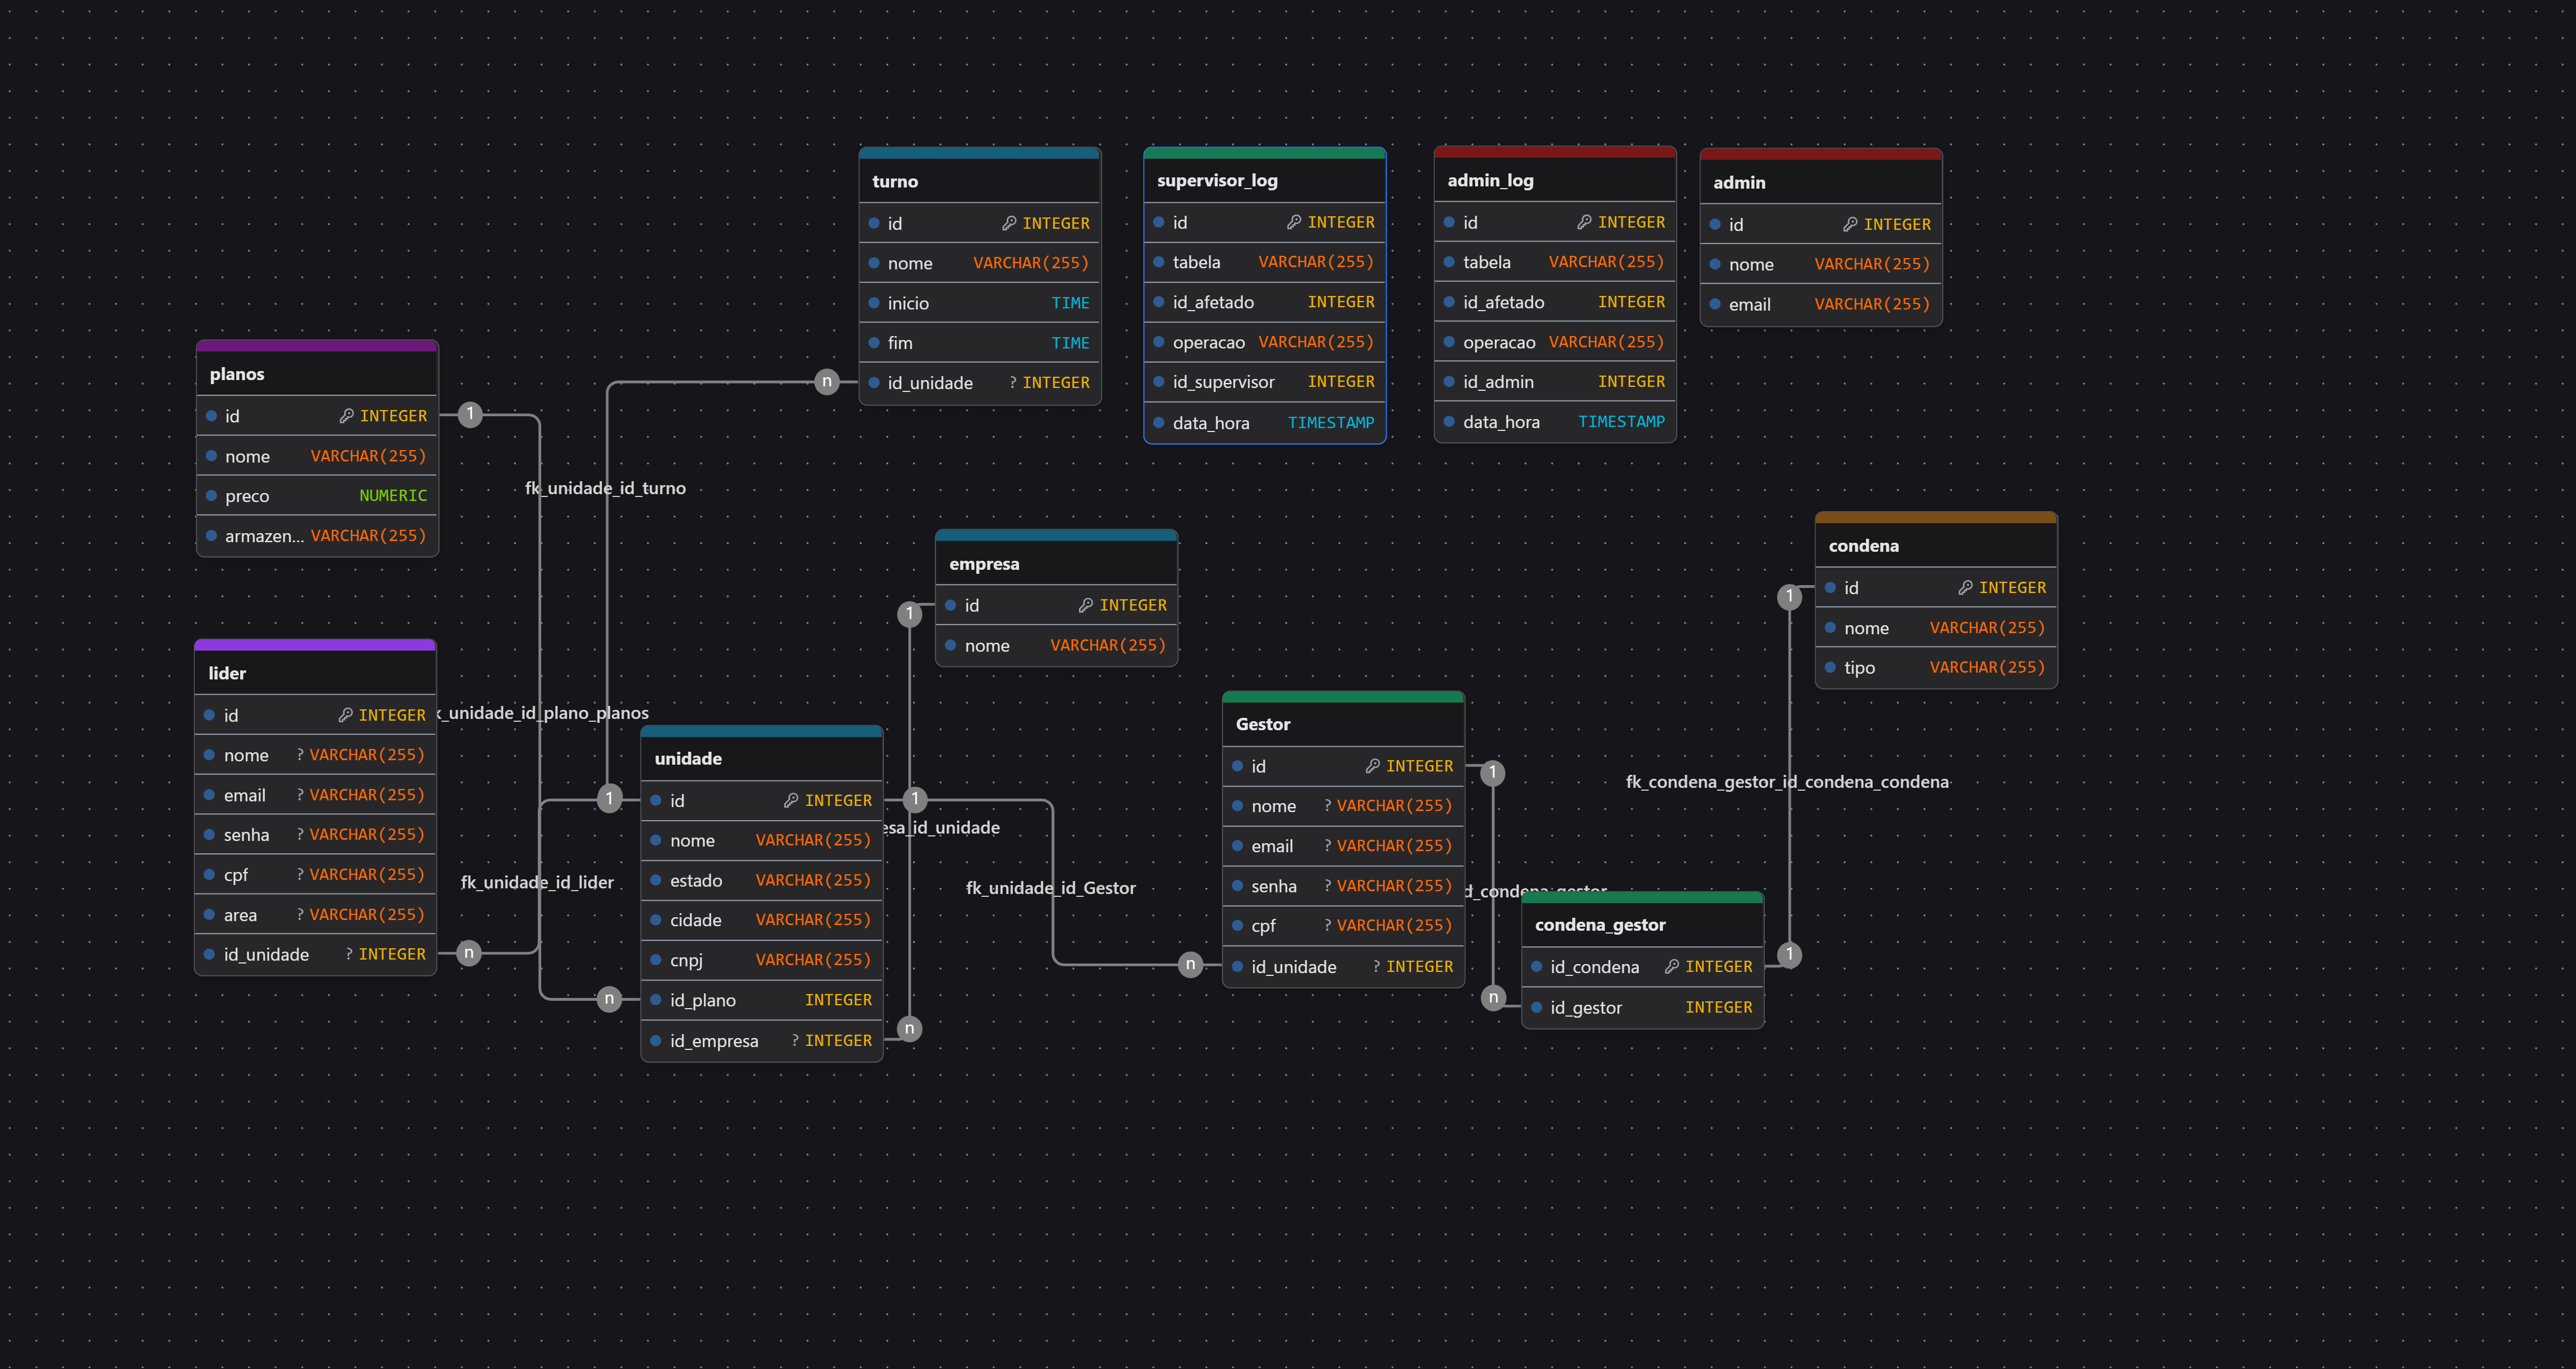 turno
id INTEGER
nome VARCHAR(255)
inicio TIME
fim TIME
id_unidade ? INTEGER
supervisor_log
id INTEGER
tabela VARCHAR(255)
id_afetado INTEGER
operacao VARCHAR(255)
id_supervisor INTEGER
data_hora TIMESTAMP
admin_log
id INTEGER
tabela VARCHAR(255)
id_afetado INTEGER
operacao VARCHAR(255)
id_admin INTEGER
data_hora TIMESTAMP
admin
id INTEGER
nome VARCHAR(255)
email VARCHAR(255)
planos
id INTEGER
nome VARCHAR(255)
preco NUMERIC
armazen... VARCHAR(255)
1
n
fk_unidade_id_turno
empresa
id INTEGER
nome VARCHAR(255)
1
condena
id INTEGER
nome VARCHAR(255)
tipo VARCHAR(255)
1
lider
id INTEGER
nome ? VARCHAR(255)
email ? VARCHAR(255)
senha ? VARCHAR(255)
cpf ? VARCHAR(255)
area ? VARCHAR(255)
id_unidade ? INTEGER
n
k_unidade_id_plano_planos
fk_unidade_id_lider
1
n
unidade
id INTEGER
nome VARCHAR(255)
estado VARCHAR(255)
cidade VARCHAR(255)
cnpj VARCHAR(255)
id_plano INTEGER
id_empresa ? INTEGER
1
esa_id_unidade
n
fk_unidade_id_Gestor
n
Gestor
id INTEGER
nome ? VARCHAR(255)
email ? VARCHAR(255)
senha ? VARCHAR(255)
cpf ? VARCHAR(255)
id_unidade ? INTEGER
1
n
fk_condena_gestor_id_condena_condena
condena_gestor
id_condena INTEGER
id_gestor INTEGER
1